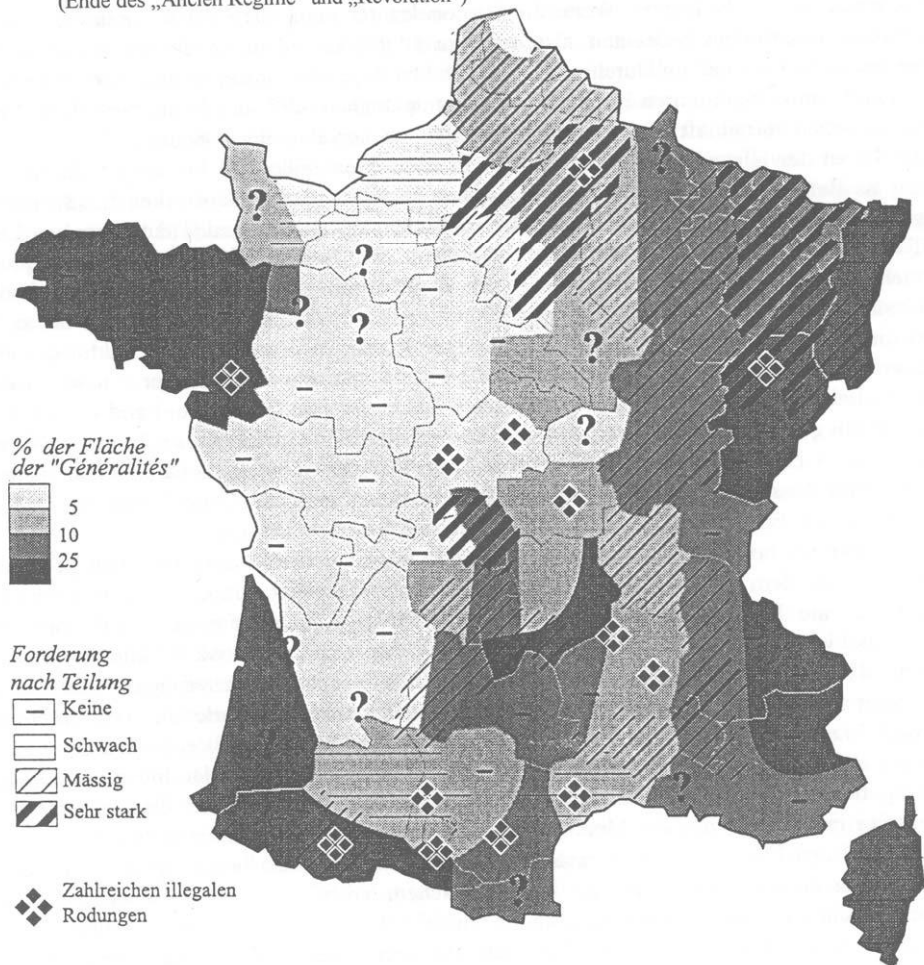 (Ende des „Ancien Régime“ und „Revolution“)
% der Fläche
der "Généralités"
5
10
25
Forderung
nach Teilung
— Keine
Schwach
Mässig
Sehr stark
Zahlreichen illegalen
Rodungen